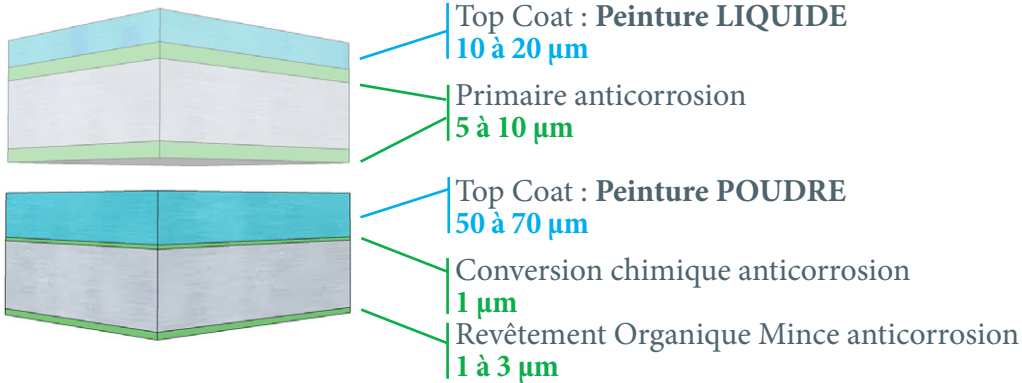 Top Coat : Peinture LIQUIDE
10 à 20 µm
Primaire anticorrosion
5 à 10 µm
Top Coat : Peinture POUDRE
50 à 70 µm
Conversion chimique anticorrosion
1 µm
Revêtement Organique Mince anticorrosion
1 à 3 µm